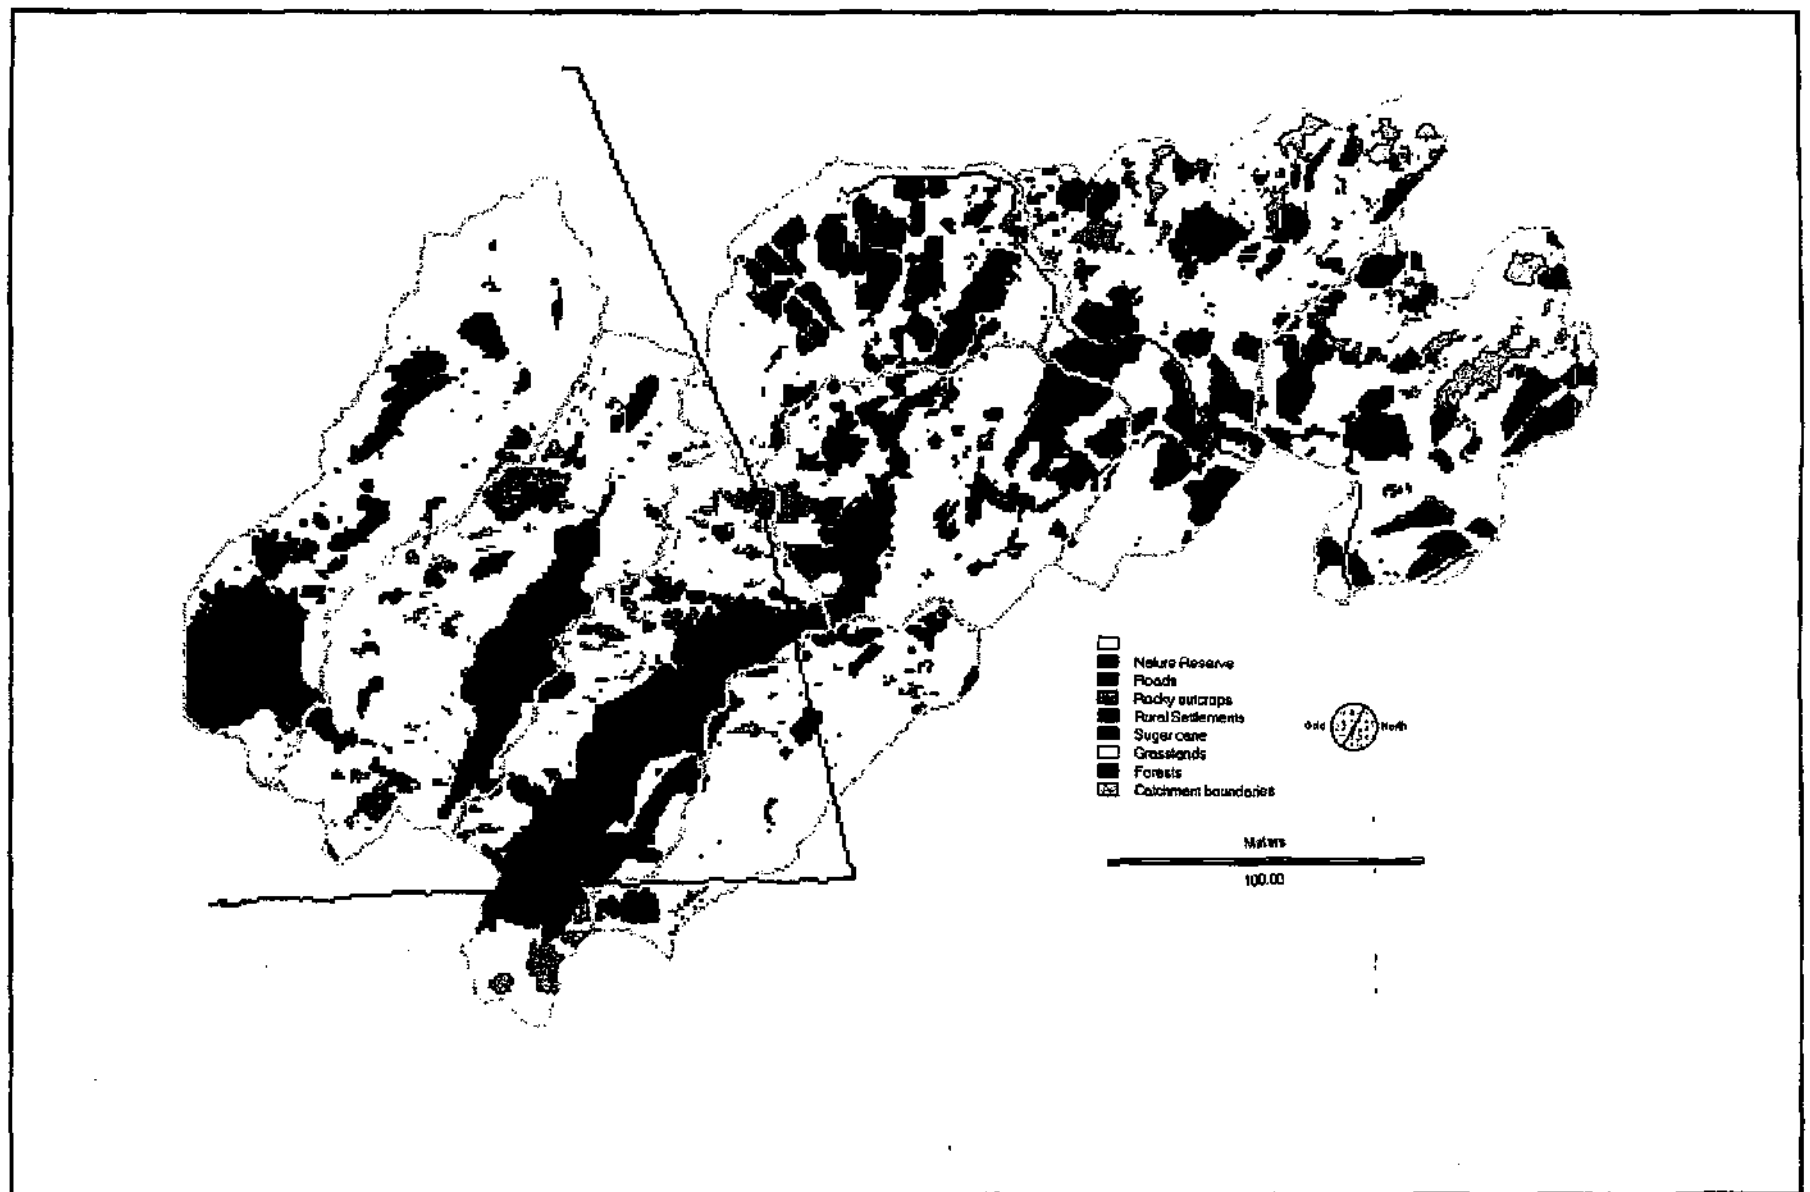 Nature Reserve
Roads
Rocky outcrops
Rural Settlements
Sugar cane
Grasslands
Forests
Catchment boundaries
Grid North
Meters
100.00